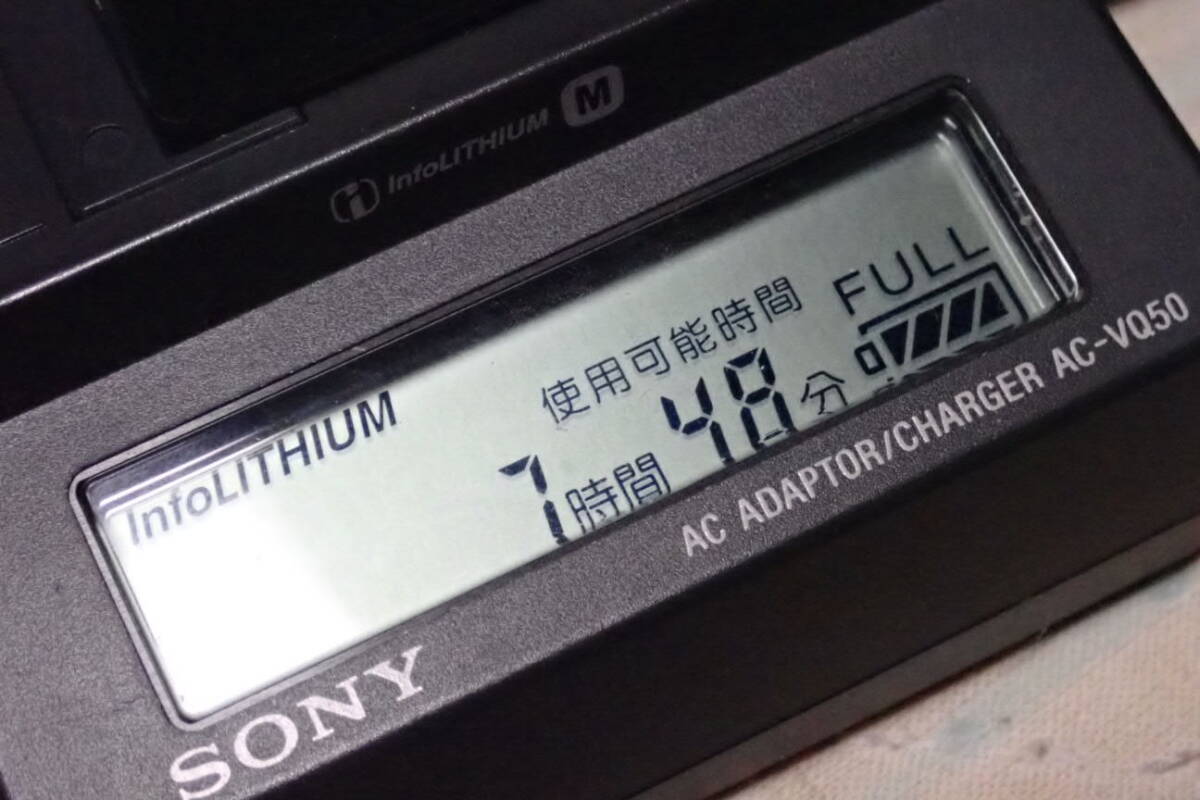 i InfoLITHIUM M
InfoLITHIUM
使用可能時間
FULL
7時間48分
AC ADAPTOR/CHARGER AC-VQ50
SONY